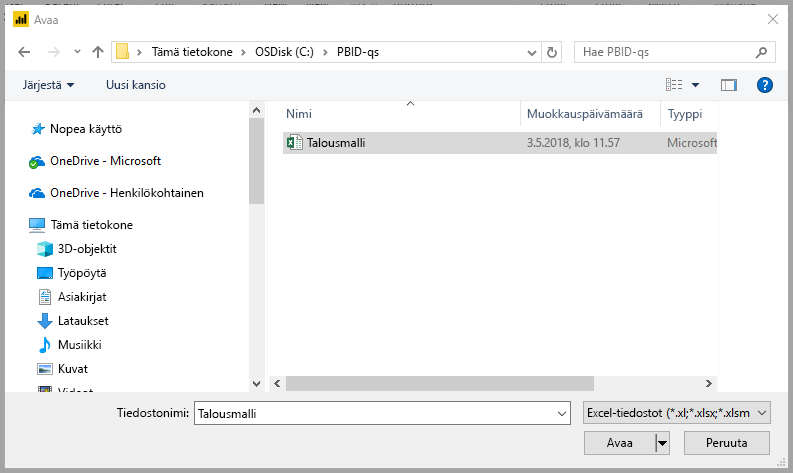 Avaa
Tämä tietokone OSDisk (C:) PBID-qs
Hae PBID-qs
Järjestä Uusi kansio
Nimi Muokkauspäivämäärä Tyyppi
Talousmalli 3.5.2018, klo 11.57 Microsoft
Nopea käyttö
OneDrive - Microsoft
OneDrive - Henkilökohtainen
Tämä tietokone
3D-objektit
Työpöytä
Asiakirjat
Lataukset
Musiikki
Kuvat
Videot
Tiedostonimi: Talousmalli Excel-tiedostot (*.xl;*.xlsx;*.xlsm
Avaa Peruuta